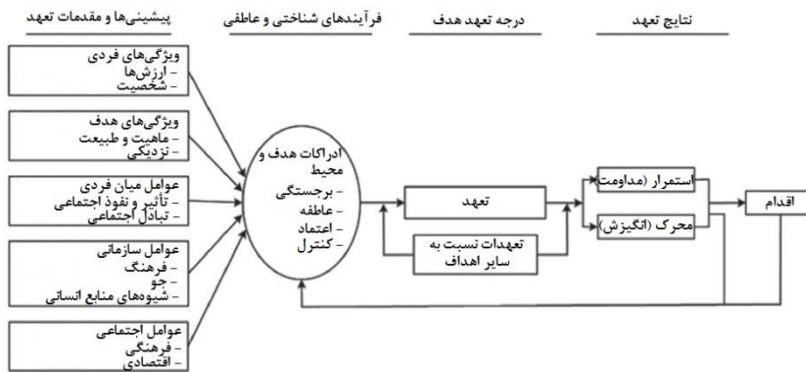 پیشینی‌ها و مقدمات تعهد
فرآیندهای شناختی و عاطفی
درجه تعهد هدف
نتایج تعهد
ویژگی‌های فردی
- ارزش‌ها
- شخصیت
ویژگی‌های هدف
- ماهیت و طبیعت
- نزدیکی
عوامل میان فردی
- تأثیر و نفوذ اجتماعی
- تبادل اجتماعی
عوامل سازمانی
- فرهنگ
- جو
- شیوه‌های منابع انسانی
عوامل اجتماعی
- فرهنگی
- اقتصادی
ادراکات هدف و
محیط
- برجستگی
- عاطفه
- اعتماد
- کنترل
تعهد
تعهدات نسبت به
سایر اهداف
استمرار (مداومت)
محرک (انگیزش)
اقدام